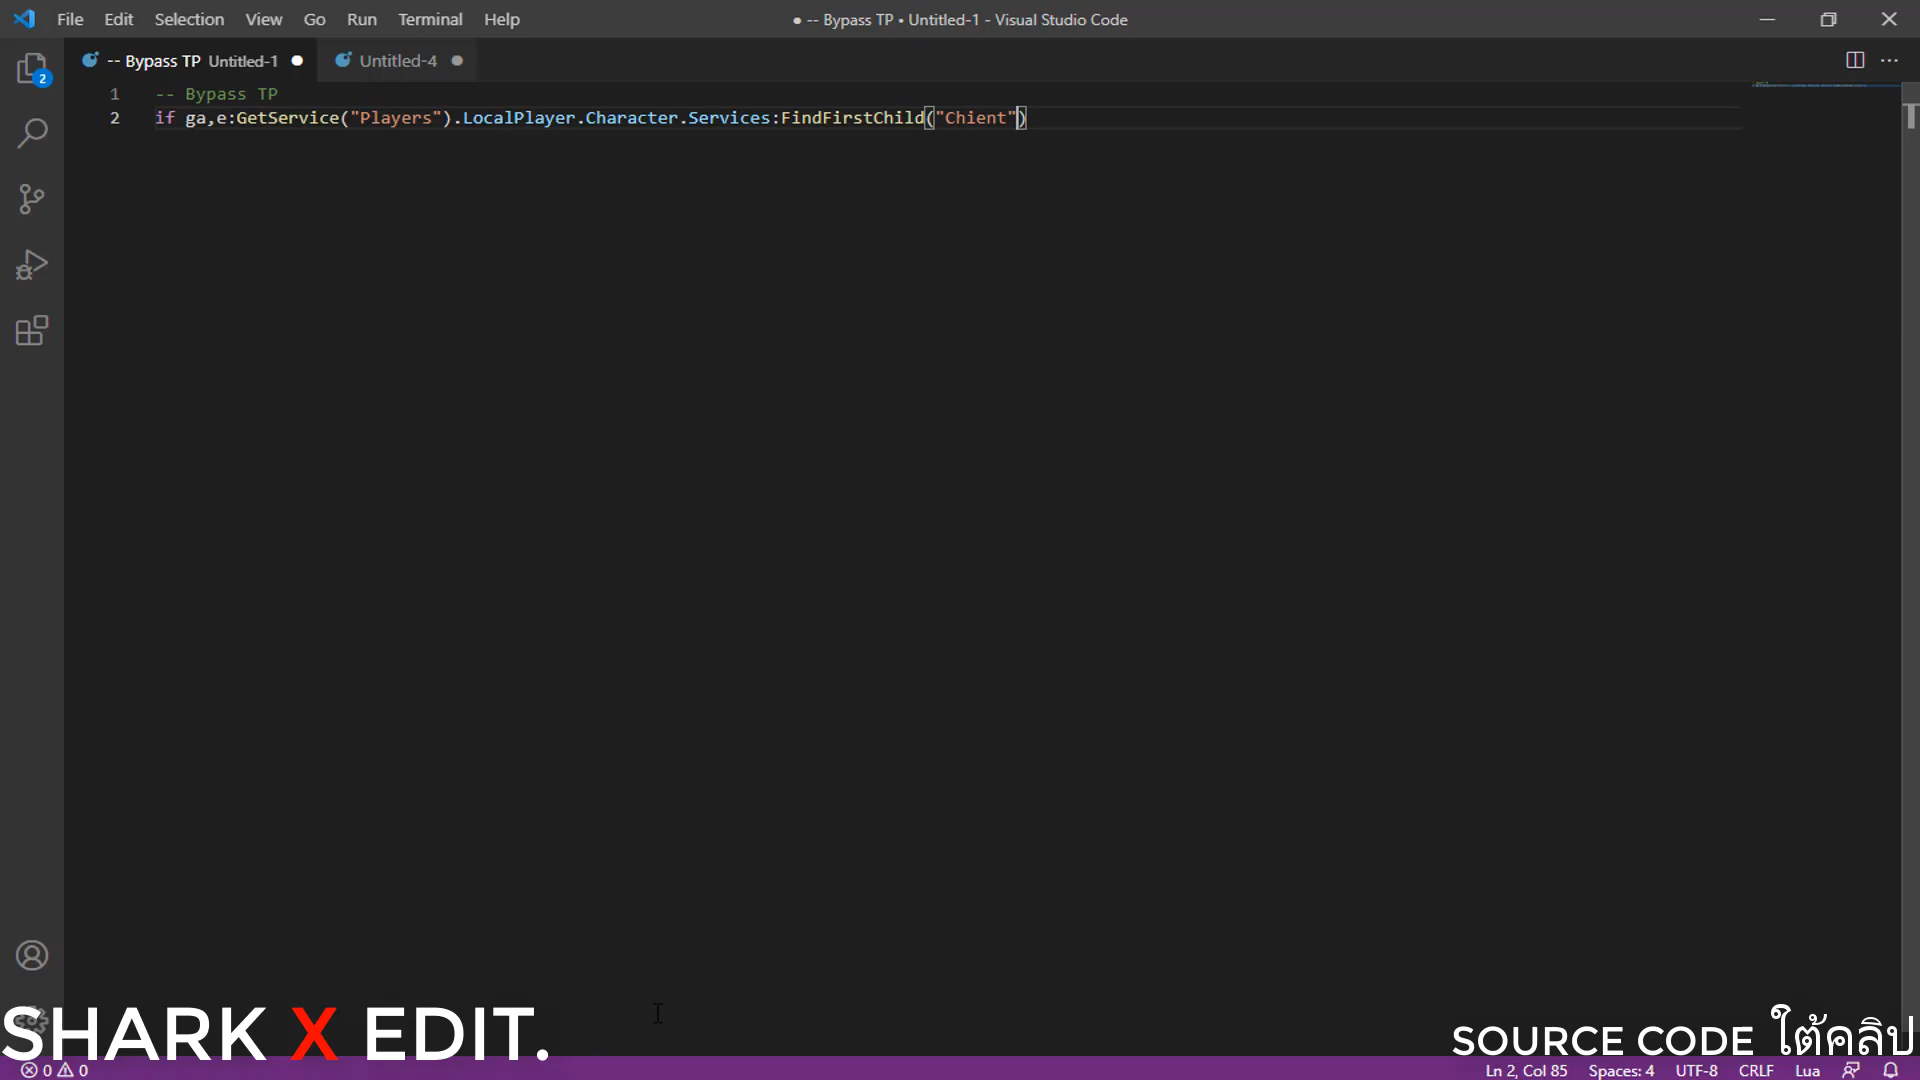 File Edit Selection View Go Run Terminal Help
● -- Bypass TP • Untitled-1 - Visual Studio Code
-- Bypass TP Untitled-1 ● Untitled-4 ●
2
1 -- Bypass TP
2 if ga,e:GetService("Players").LocalPlayer.Character.Services:FindFirstChild("Chient")
SHARK X EDIT.
SOURCE CODE ใต้คลิป
0 0
Ln 2, Col 85 Spaces: 4 UTF-8 CRLF Lua